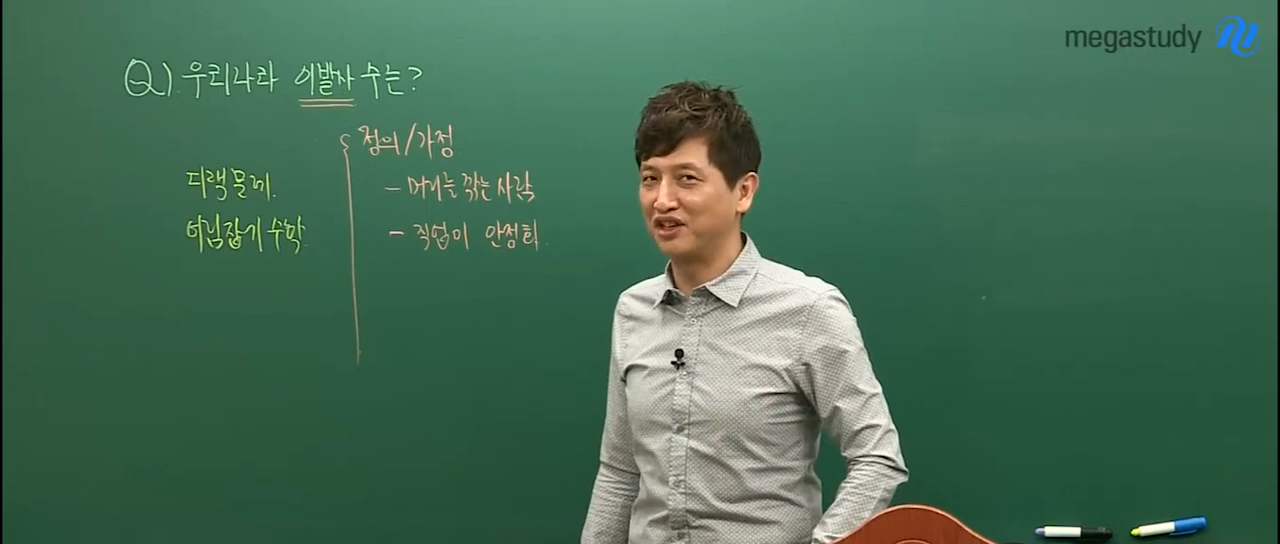 megastudy
Q) 우리나라 이발사 수는?
정의/가정
- 머리를 깎는 사람
- 직업이 안정화
디랙 물리
어림잡기 수학